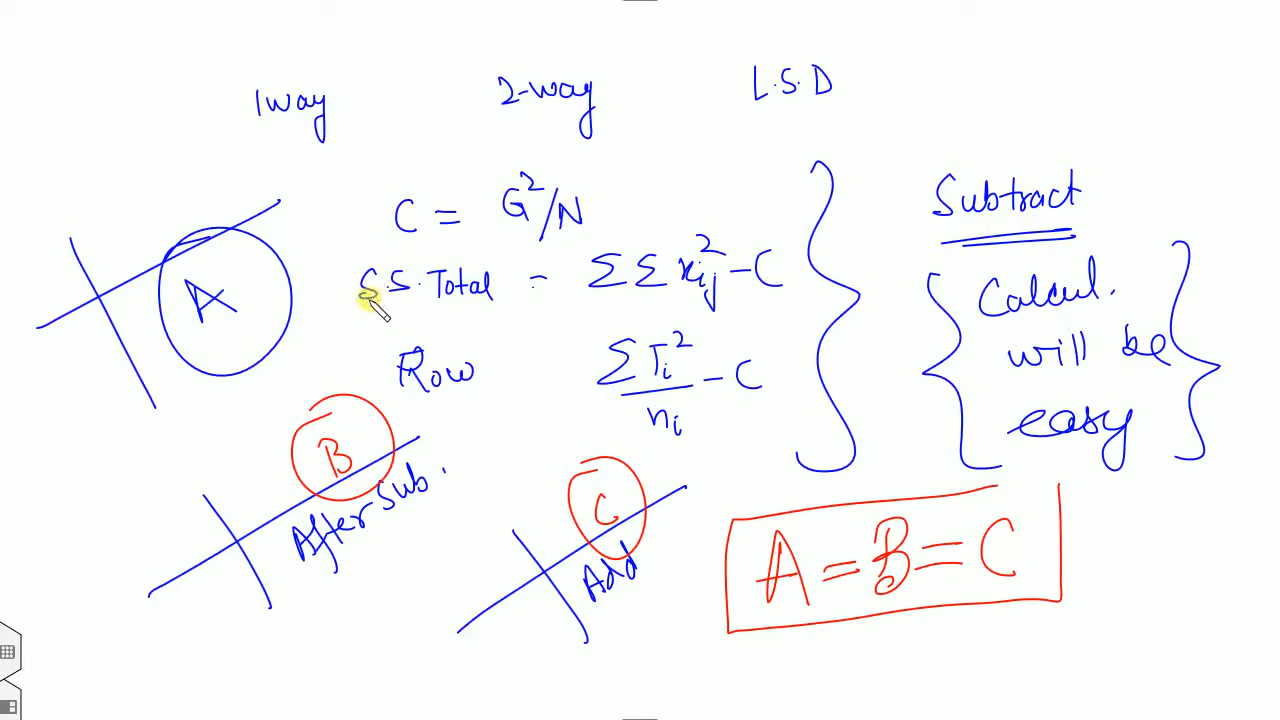 1way 2-way L.S.D
C = G²/N
S.S. Total = ΣΣ xij² - C
Row ΣTi²/ni - C
Subtract
Calcul.
will be
easy
A
B
After Sub.
C
Add
A = B = C